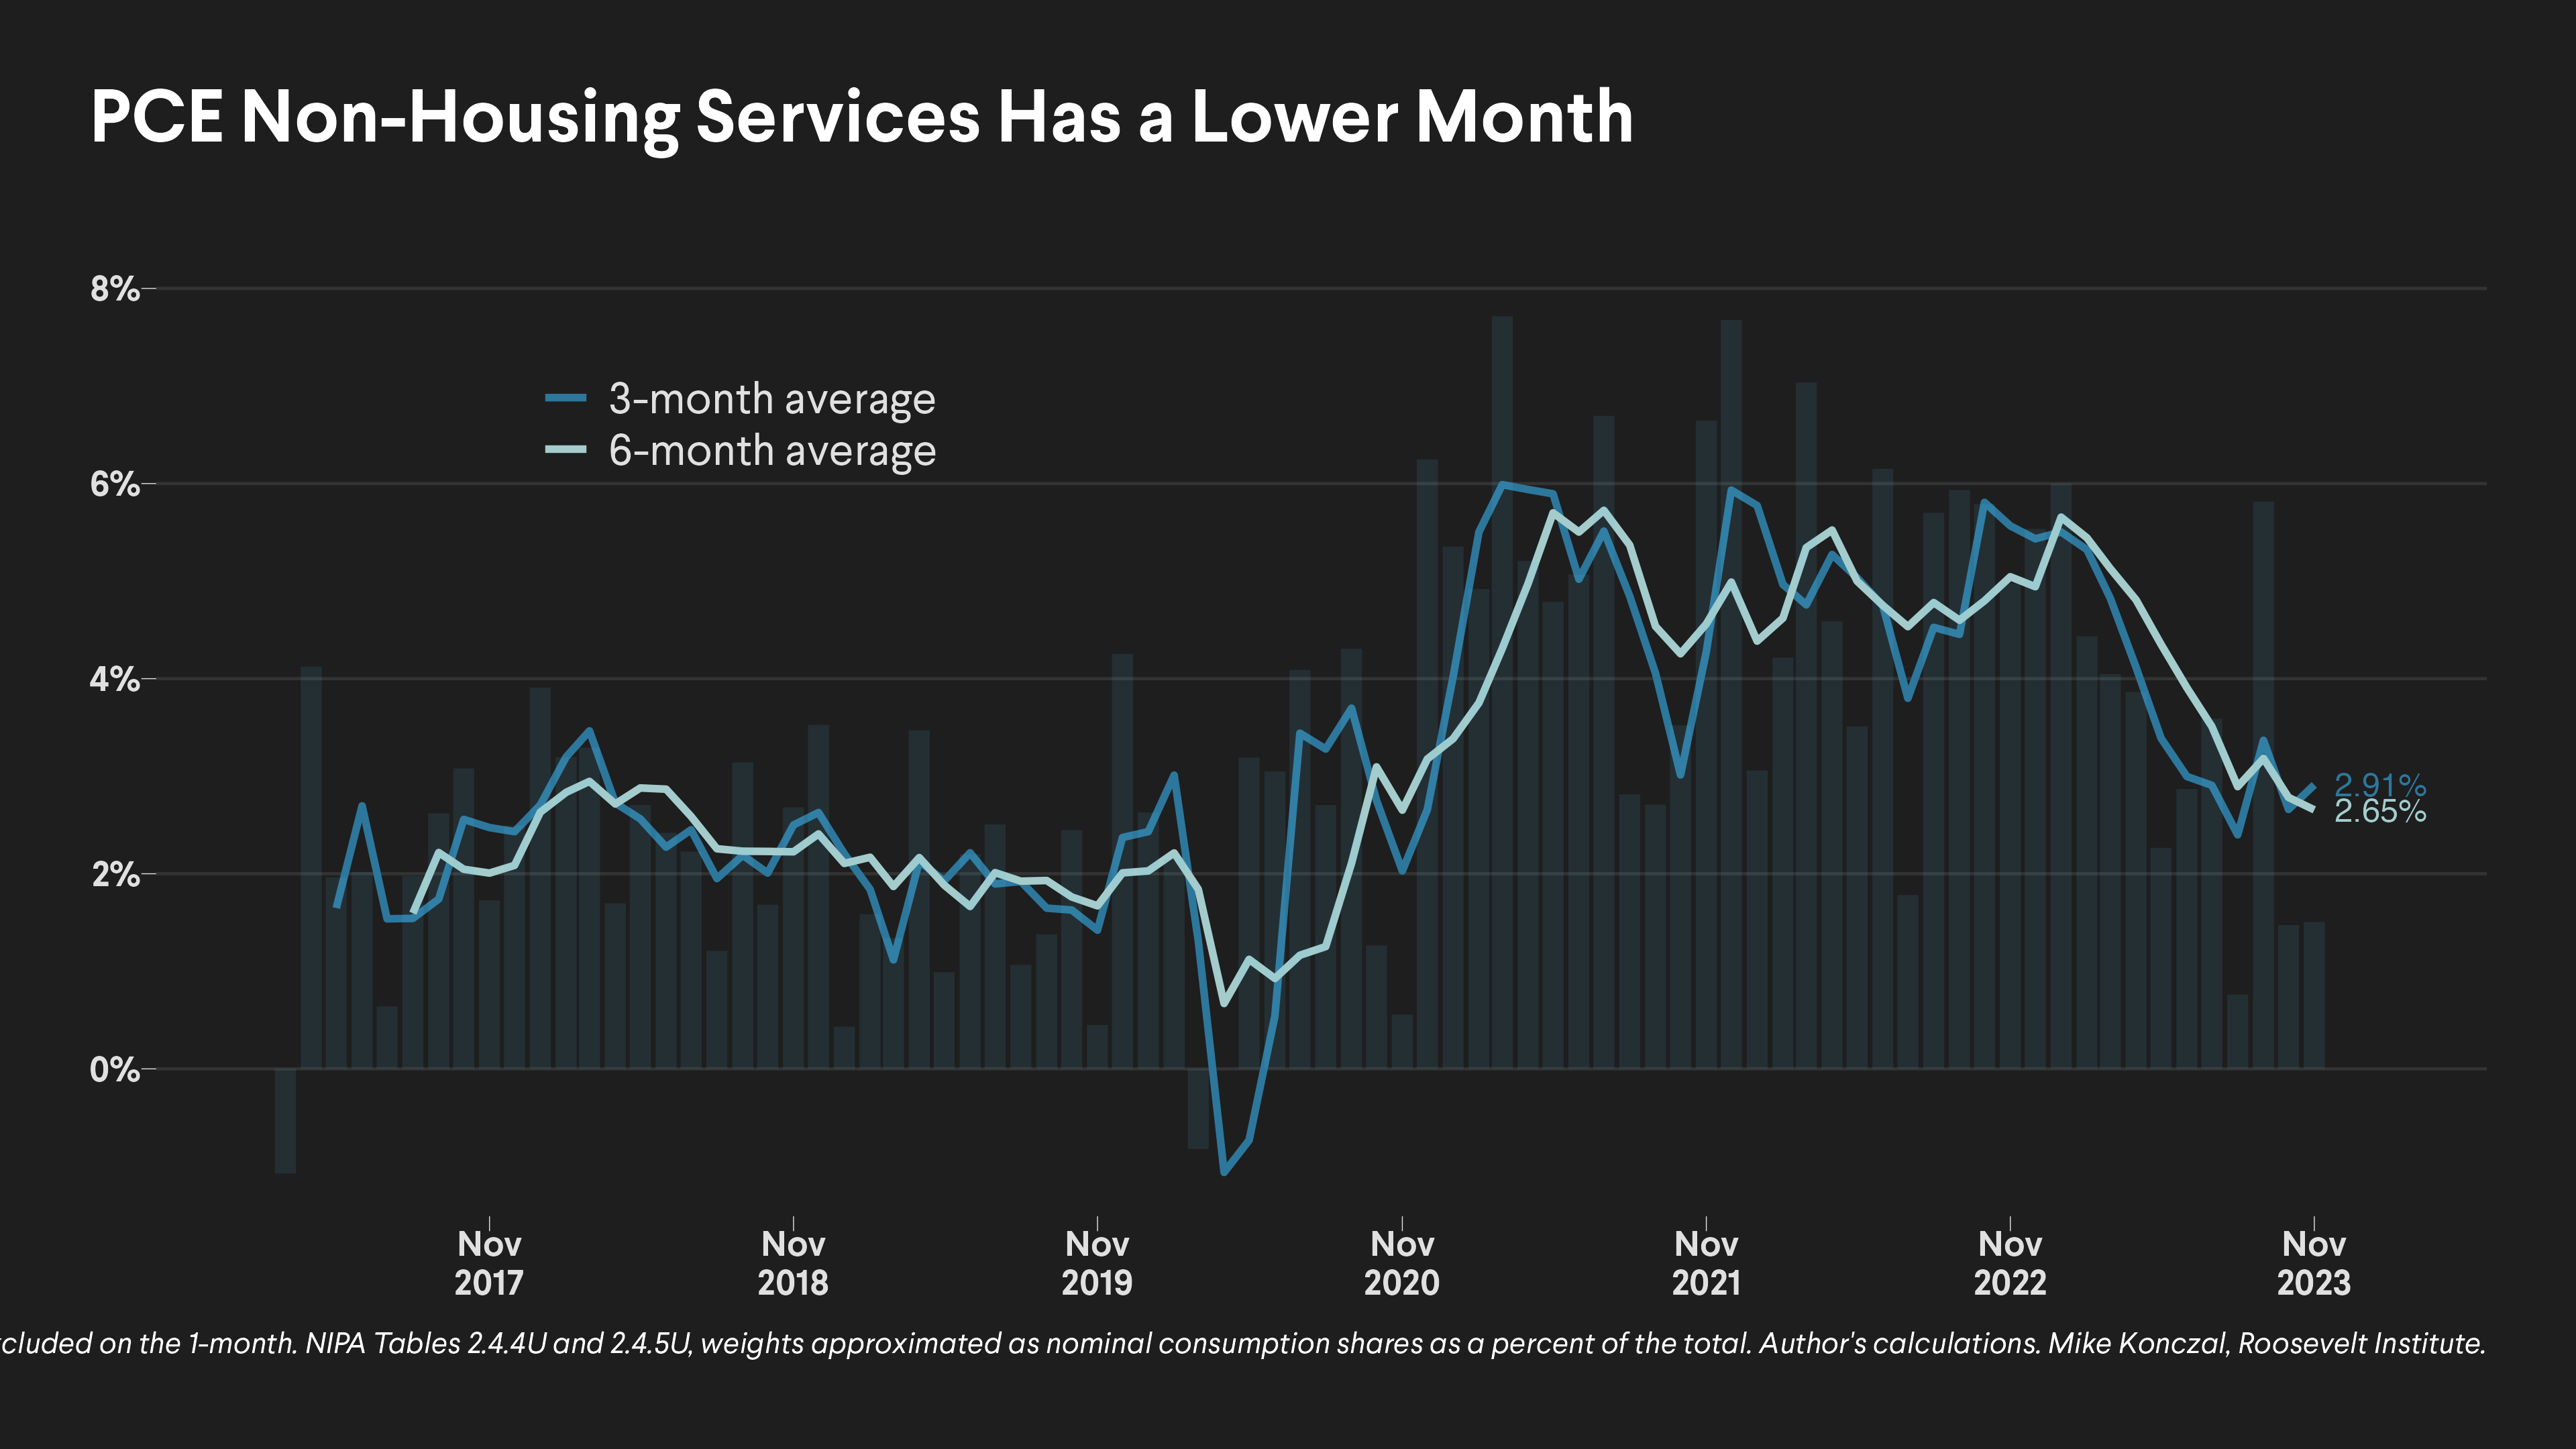 PCE Non-Housing Services Has a Lower Month
8%
3-month average
6-month average
6%
4%
2.91%
2.65%
2%
0%
Nov 2017
Nov 2018
Nov 2019
Nov 2020
Nov 2021
Nov 2022
Nov 2023
on the 1-month. NIPA Tables 2.4.4U and 2.4.5U, weights approximated as nominal consumption shares as a percent of the total. Author's calculations. Mike Konczal, Roosevelt Institute.